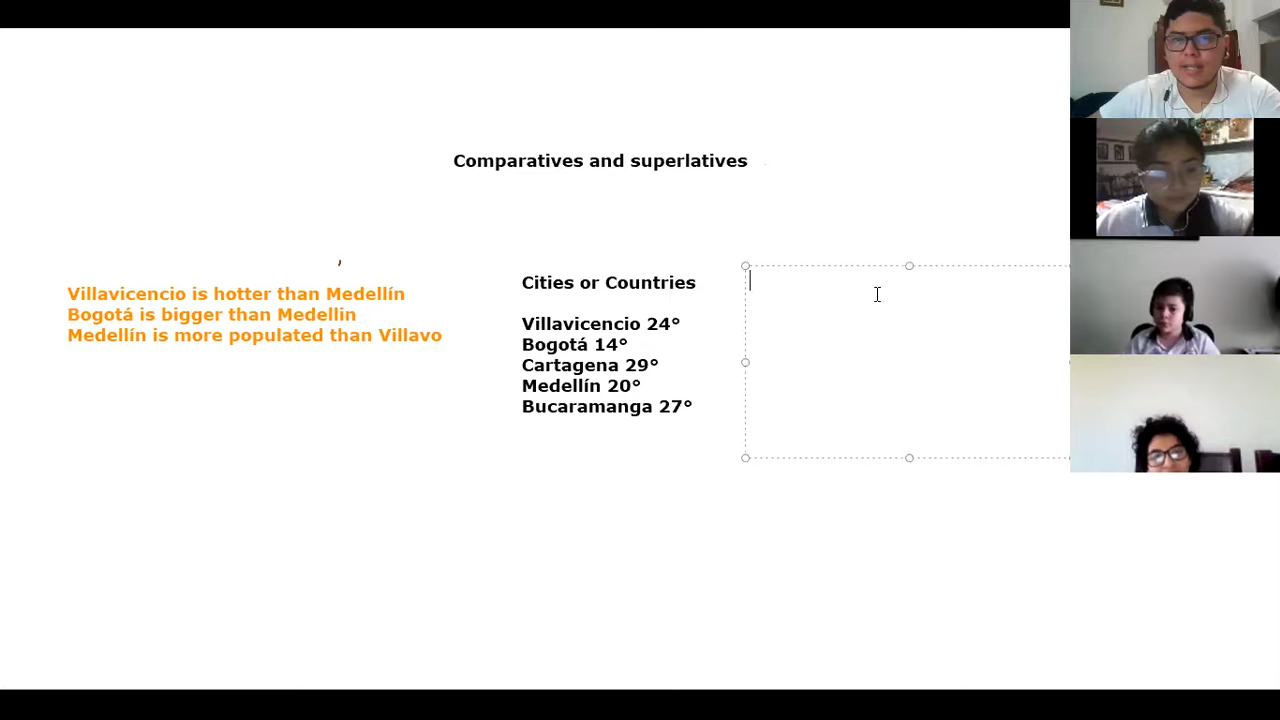 Comparatives and superlatives
Villavicencio is hotter than Medellín
Bogotá is bigger than Medellin
Medellín is more populated than Villavo
Cities or Countries
Villavicencio 24°
Bogotá 14°
Cartagena 29°
Medellín 20°
Bucaramanga 27°